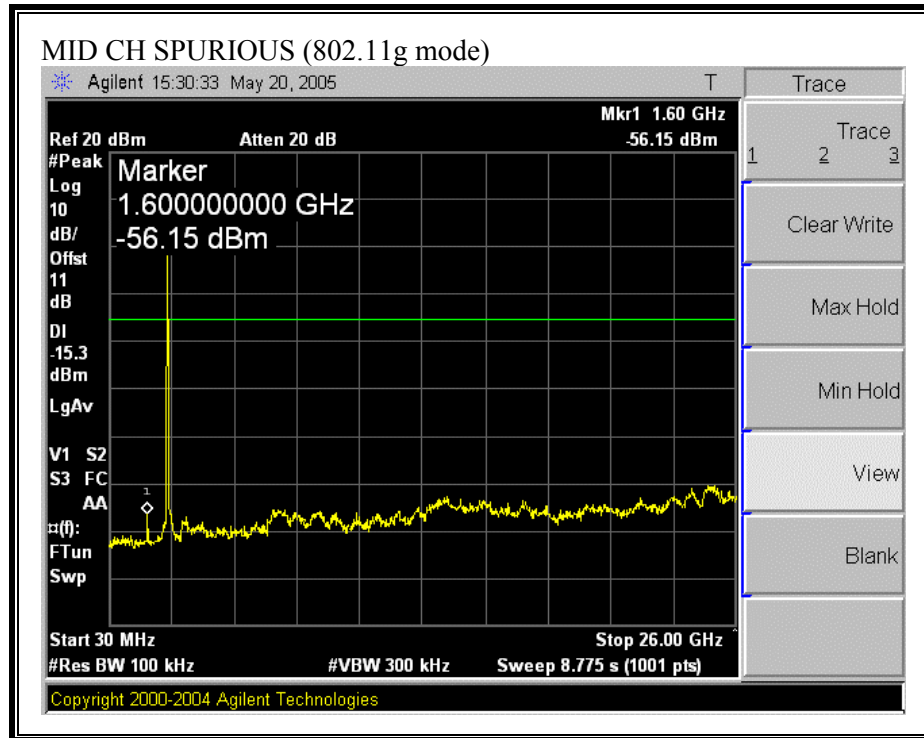 MID CH SPURIOUS (802.11g mode)
Agilent 15:30:33 May 20, 2005 T
Trace
Mkr1 1.60 GHz
Ref 20 dBm Atten 20 dB -56.15 dBm
#Peak
Log
10
dB/
Offst
11
dB
DI
-15.3
dBm
LgAv
V1 S2
S3 FC
AA
¤(f):
FTun
Swp
Marker
1.600000000 GHz
-56.15 dBm
1
Start 30 MHz Stop 26.00 GHz
#Res BW 100 kHz #VBW 300 kHz Sweep 8.775 s (1001 pts)
Copyright 2000-2004 Agilent Technologies
Trace
1 2 3
Clear Write
Max Hold
Min Hold
View
Blank